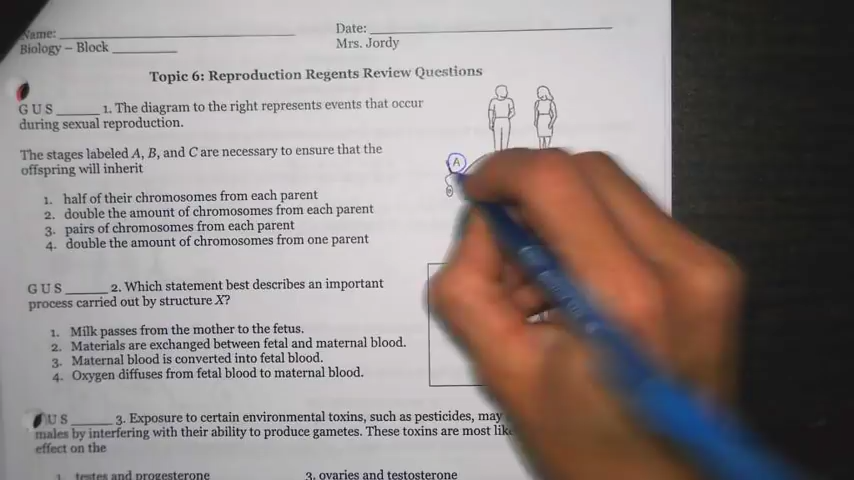 Name: ____________ Date: ____________
Biology – Block ________ Mrs. Jordy
Topic 6: Reproduction Regents Review Questions
G U S ______ 1. The diagram to the right represents events that occur
during sexual reproduction.
The stages labeled A, B, and C are necessary to ensure that the
offspring will inherit
1. half of their chromosomes from each parent
2. double the amount of chromosomes from each parent
3. pairs of chromosomes from each parent
4. double the amount of chromosomes from one parent
A
G U S ______ 2. Which statement best describes an important
process carried out by structure X?
1. Milk passes from the mother to the fetus.
2. Materials are exchanged between fetal and maternal blood.
3. Maternal blood is converted into fetal blood.
4. Oxygen diffuses from fetal blood to maternal blood.
U S ______ 3. Exposure to certain environmental toxins, such as pesticides, may
males by interfering with their ability to produce gametes. These toxins are most
effect on the
1. testes and progesterone 3. ovaries and testosterone